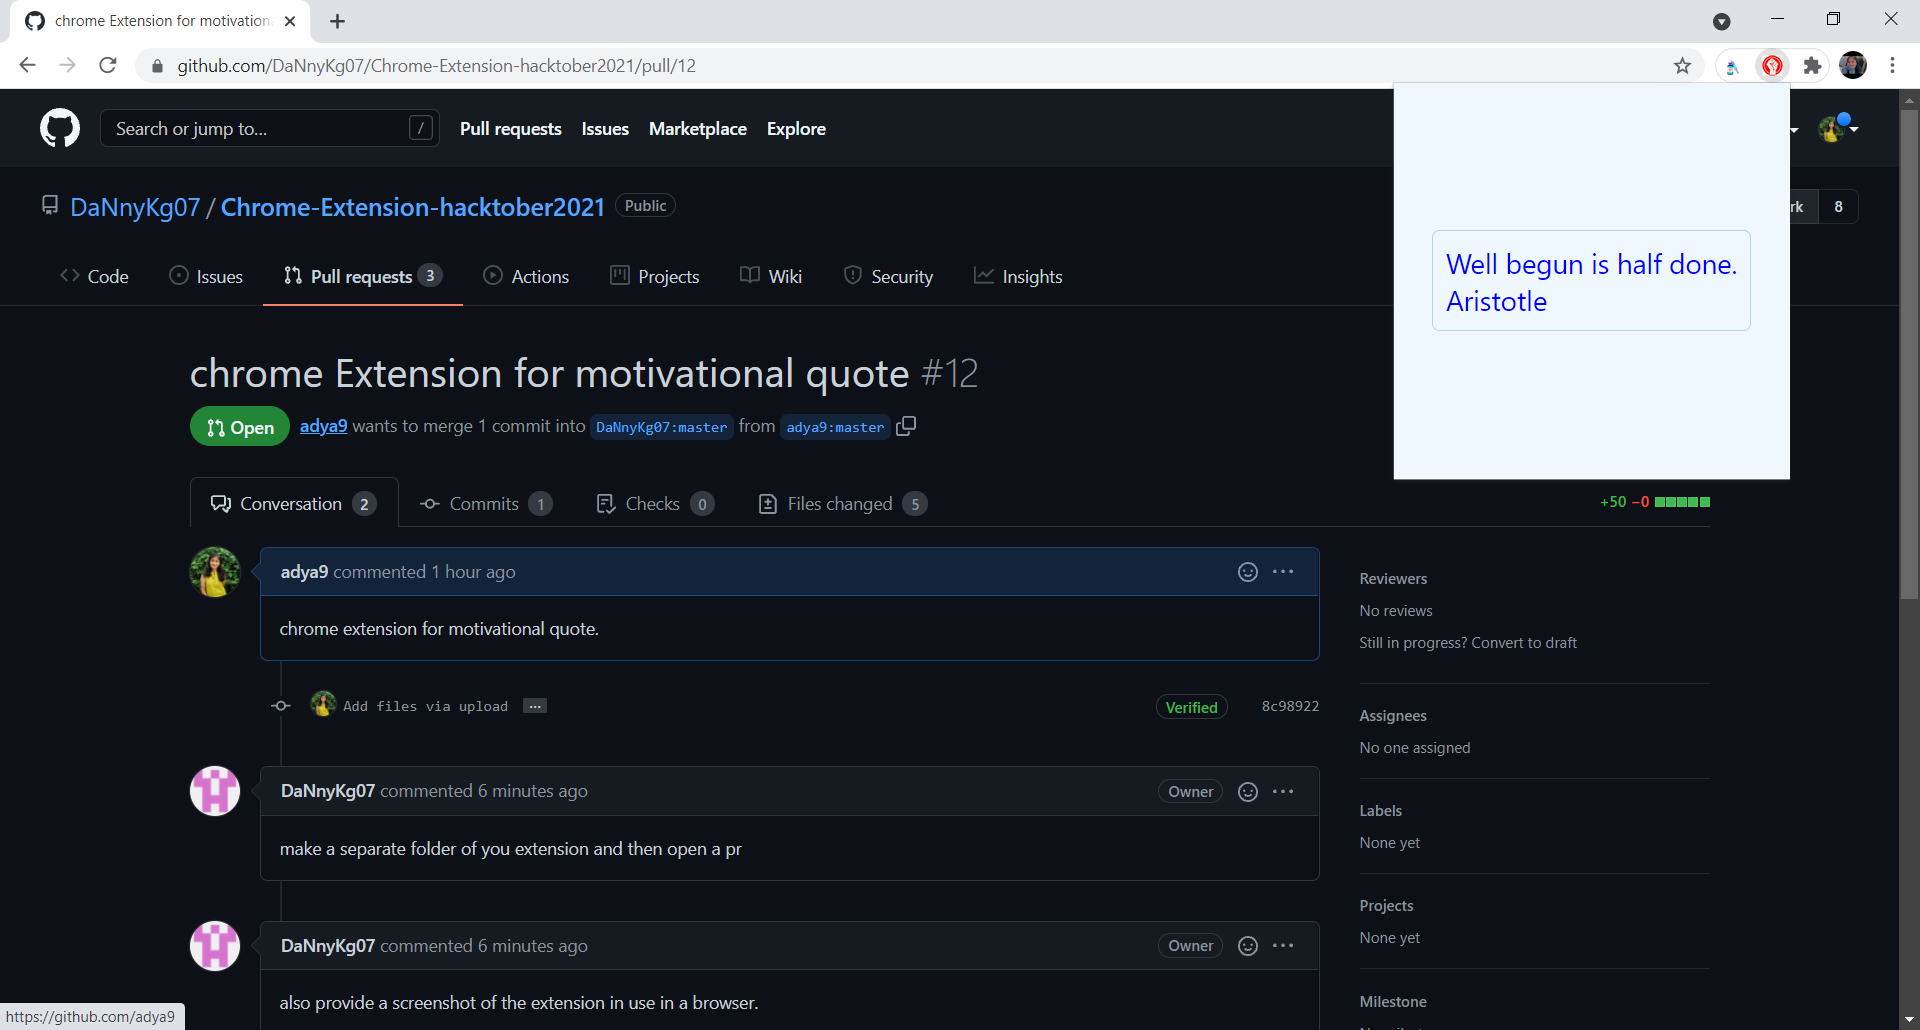 chrome Extension for motivation
github.com/DaNnyKg07/Chrome-Extension-hacktober2021/pull/12
Search or jump to... /
Pull requests Issues Marketplace Explore
DaNnyKg07 / Chrome-Extension-hacktober2021 Public
rk 8
Code Issues Pull requests 3 Actions Projects Wiki Security Insights
Well begun is half done.
Aristotle
chrome Extension for motivational quote #12
Open adya9 wants to merge 1 commit into DaNnyKg07:master from adya9:master
Conversation 2 Commits 1 Checks 0 Files changed 5 +50 −0
adya9 commented 1 hour ago
chrome extension for motivational quote.
Add files via upload ... Verified 8c98922
DaNnyKg07 commented 6 minutes ago Owner
make a separate folder of you extension and then open a pr
DaNnyKg07 commented 6 minutes ago Owner
also provide a screenshot of the extension in use in a browser.
Reviewers
No reviews
Still in progress? Convert to draft
Assignees
No one assigned
Labels
None yet
Projects
None yet
Milestone
https://github.com/adya9